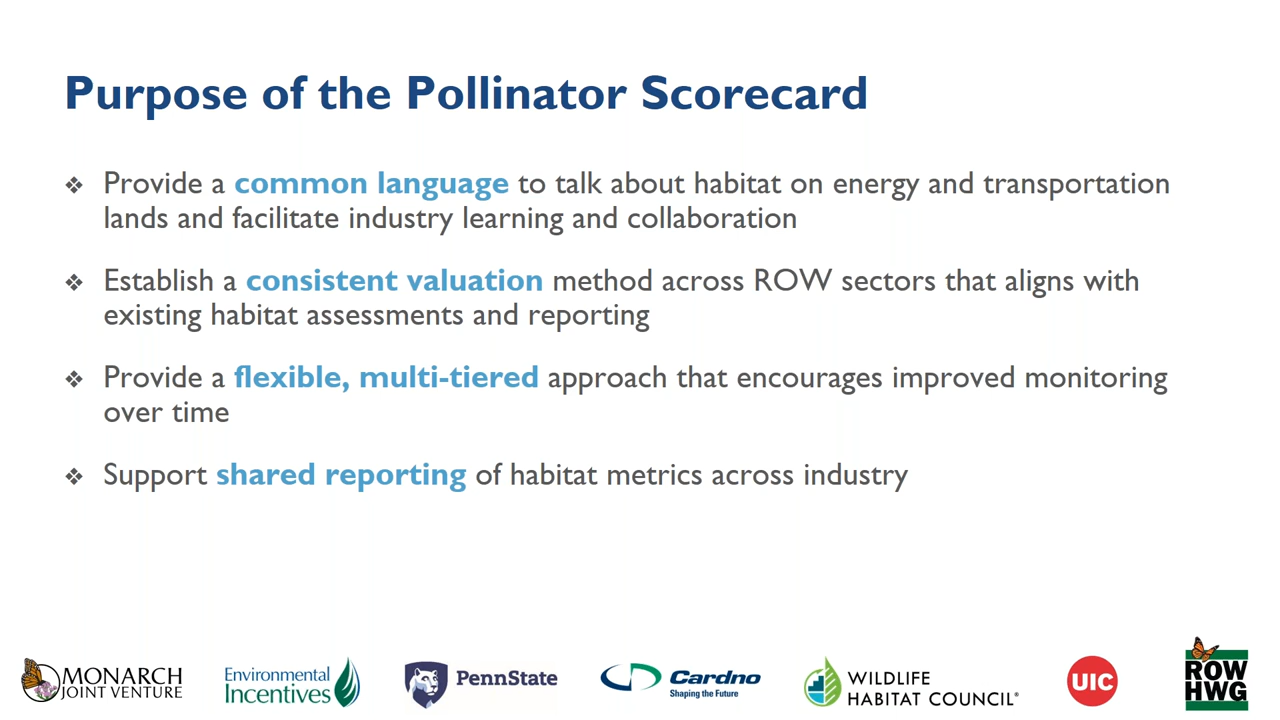 Purpose of the Pollinator Scorecard
❖ Provide a common language to talk about habitat on energy and transportation
lands and facilitate industry learning and collaboration
❖ Establish a consistent valuation method across ROW sectors that aligns with
existing habitat assessments and reporting
❖ Provide a flexible, multi-tiered approach that encourages improved monitoring
over time
❖ Support shared reporting of habitat metrics across industry
MONARCH
JOINT VENTURE
Environmental
Incentives
PennState
Cardno
Shaping the Future
WILDLIFE
HABITAT COUNCIL®
UIC
ROW
HWG